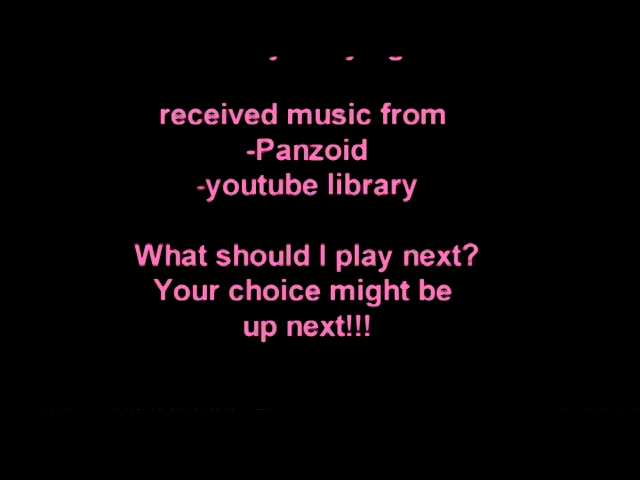 received music from
-Panzoid
-youtube library
What should I play next?
Your choice might be
up next!!!